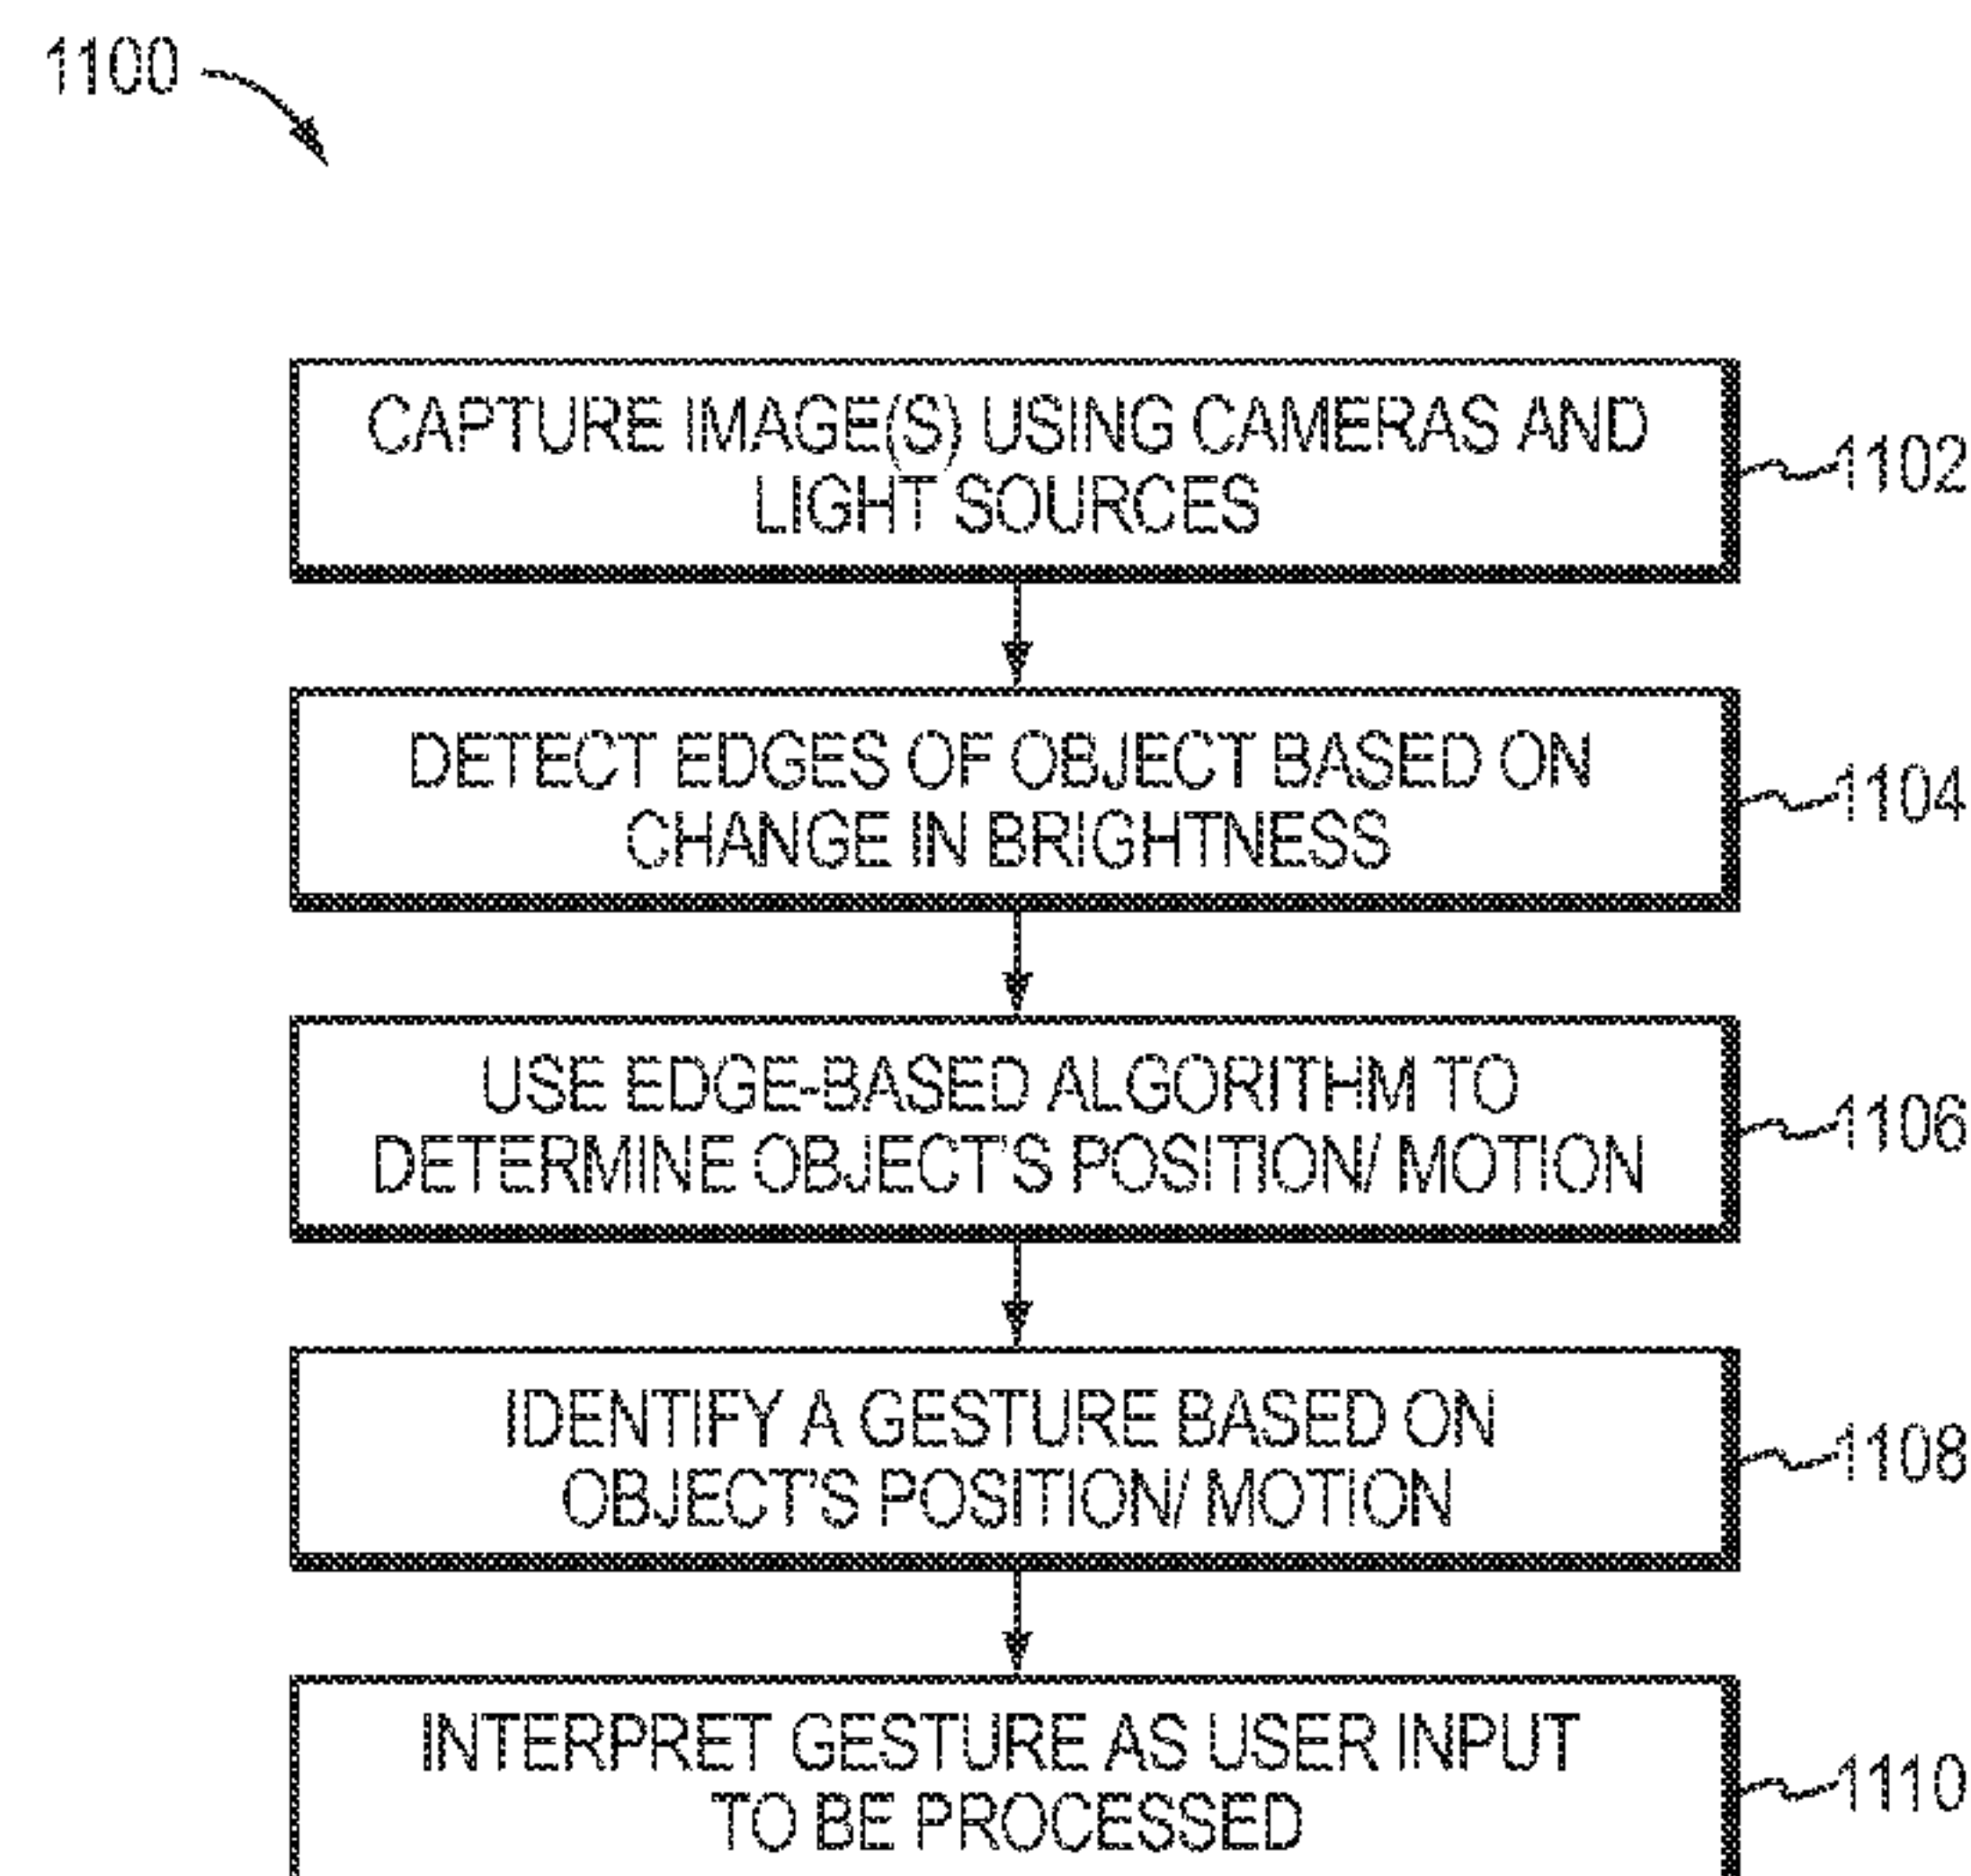 1100
CAPTURE IMAGE(S) USING CAMERAS AND
LIGHT SOURCES
1102
DETECT EDGES OF OBJECT BASED ON
CHANGE IN BRIGHTNESS
1104
USE EDGE-BASED ALGORITHM TO
DETERMINE OBJECT'S POSITION/ MOTION
1106
IDENTIFY A GESTURE BASED ON
OBJECT'S POSITION/ MOTION
1108
INTERPRET GESTURE AS USER INPUT
TO BE PROCESSED
1110